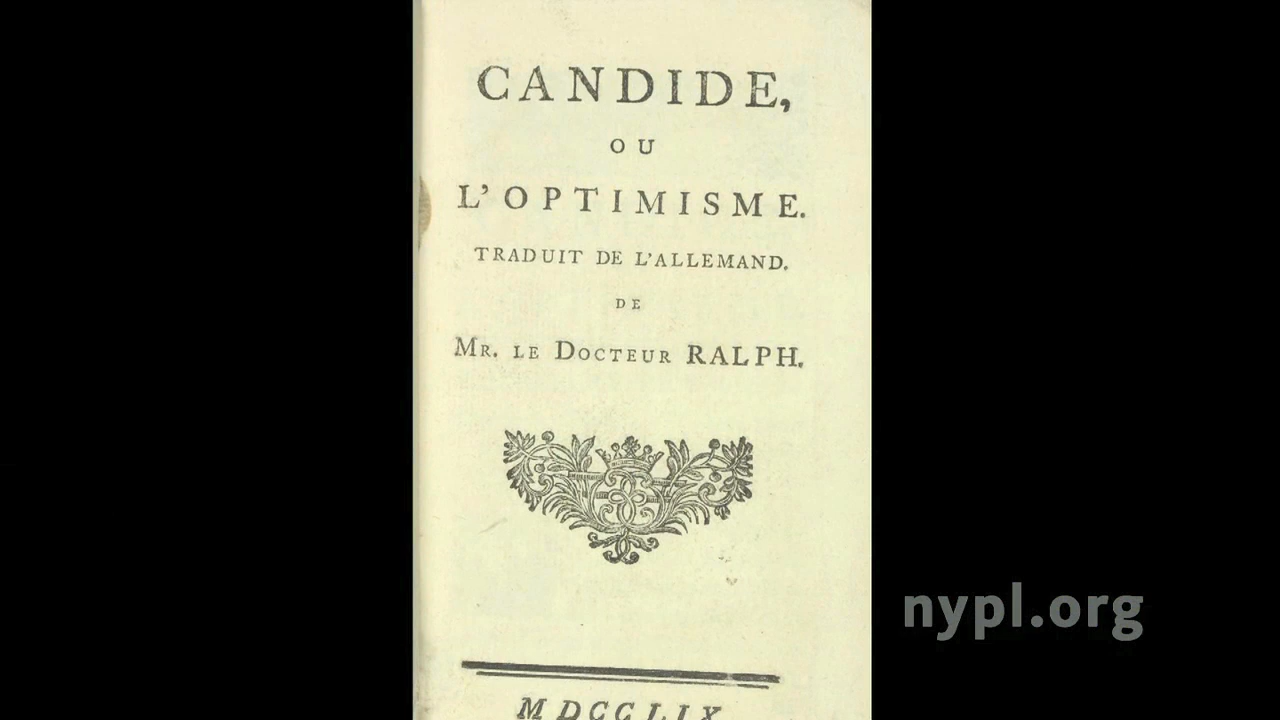 CANDIDE,
OU
L'OPTIMISME.
TRADUIT DE L'ALLEMAND.
DE
MR. LE DOCTEUR RALPH.
MDCCLIX
nypl.org